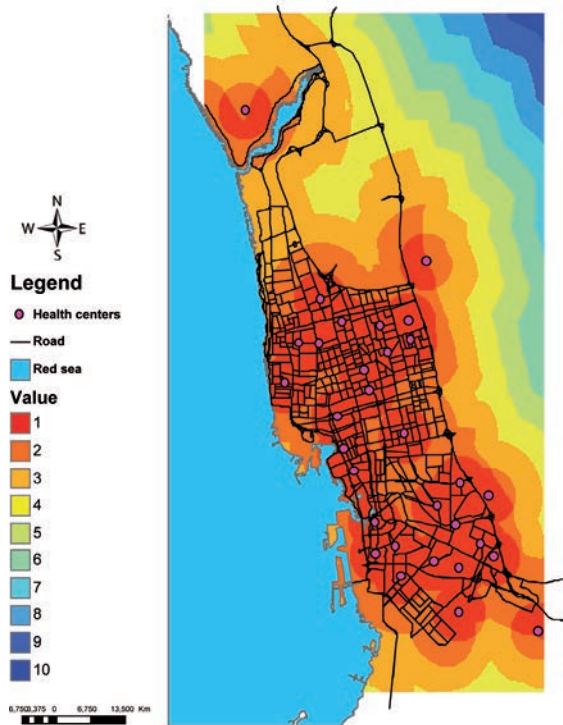 N
W E
S
Legend
Health centers
Road
Red sea
Value
1
2
3
4
5
6
7
8
9
10
6,750 3,375 0 6,750 13,500 Km